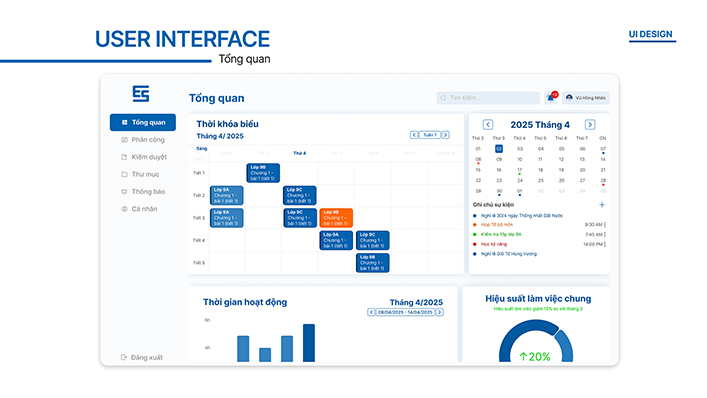 USER INTERFACE
Tổng quan
UI DESIGN
ES
Tổng quan
Phân công
Kiểm duyệt
Thư mục
Thông báo
Cá nhân
Đăng xuất
Tổng quan
Tìm kiếm...
Vũ Hồng Nhân
Thời khóa biểu
Tháng 4/ 2025
Tuần 1
Sáng
Thứ 4
Tiết 1
Lớp 9B
Chương 1 -
bài 1 (tiết 1)
Tiết 2
Lớp 9A
Chương 1 -
bài 1 (tiết 1)
Lớp 9C
Chương 1 -
bài 1 (tiết 1)
Tiết 3
Lớp 9A
Chương 1 -
bài 1 (tiết 1)
Lớp 9C
Chương 1 -
bài 1 (tiết 1)
Lớp 9B
Chương 1 -
bài 1 (tiết 1)
Tiết 4
Lớp 9A
Chương 1 -
bài 1 (tiết 1)
Lớp 9C
Chương 1 -
bài 1 (tiết 1)
Tiết 5
Lớp 9B
Chương 1 -
bài 1 (tiết 1)
2025 Tháng 4
Thứ 2 Thứ 3 Thứ 4 Thứ 5 Thứ 6 Thứ 7 CN
01 02 03 04 05 06 07
08 09 10 11 12 13 14
15 16 17 18 19 20 21
22 23 24 25 26 27 28
29 30 01
Ghi chú sự kiện
Nghỉ lễ 30/4 ngày Thống nhất Đất Nước
Họp Tổ bộ môn 9:30 AM
Kiểm tra 15p lớp 9A 7:45 AM
Học kỹ năng 14:00 PM
Nghỉ lễ Giỗ Tổ Hùng Vương
Thời gian hoạt động
Tháng 4/2025
08/04/2025 - 14/04/2025
6h
4h
Hiệu suất làm việc chung
Hiệu suất làm việc giảm 15% so với tháng 3
↑20%